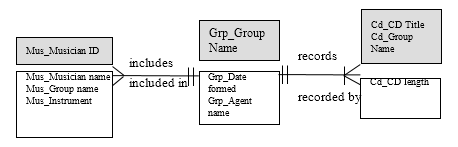 Mus_Musician ID
Mus_Musician name
Mus_Group name
Mus_Instrument
includes
included in
Grp_Group
Name
Grp_Date
formed
Grp_Agent
name
records
recorded by
Cd_CD Title
Cd_Group
Name
Cd_CD length